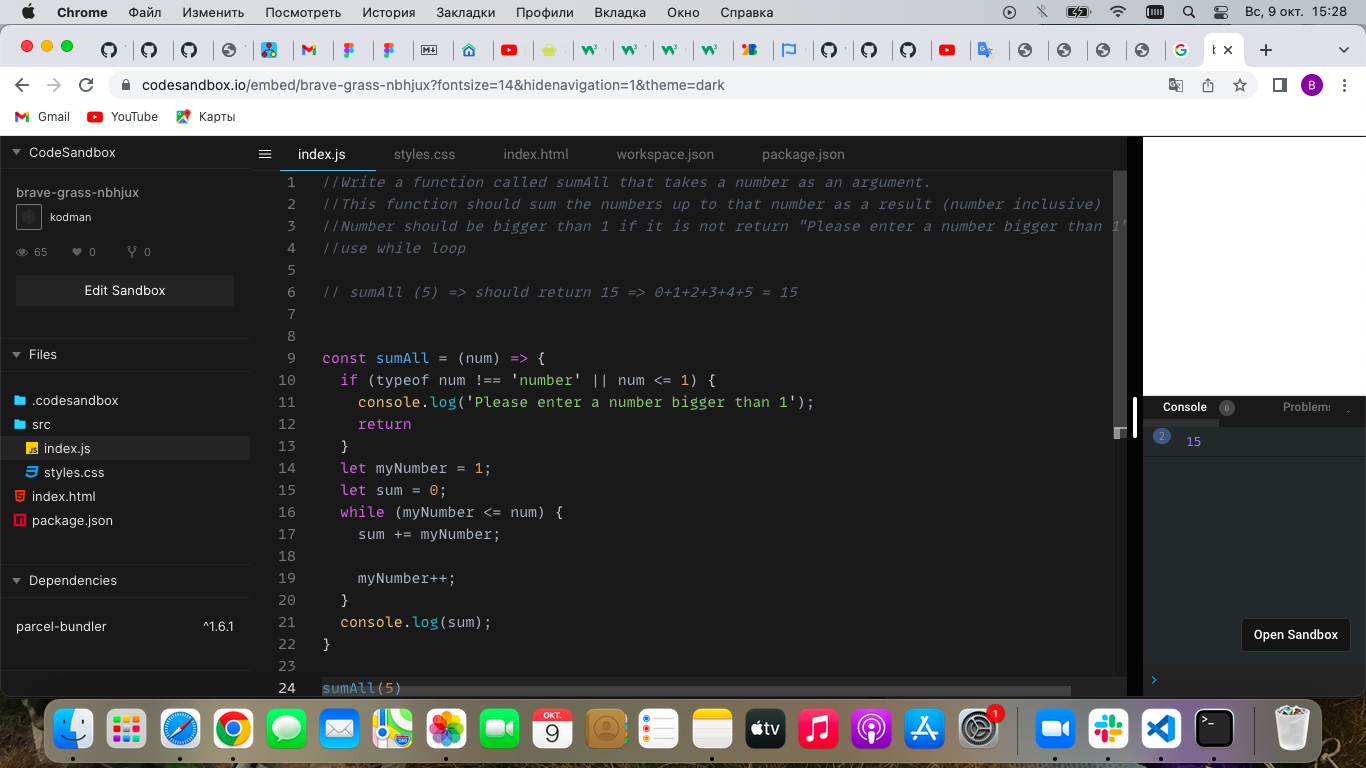 Chrome Файл Изменить Посмотреть История Закладки Профили Вкладка Окно Справка Вс, 9 окт. 15:28
codesandbox.io/embed/brave-grass-nbhjux?fontsize=14&hidenavigation=1&theme=dark B
Gmail YouTube Карты
CodeSandbox
brave-grass-nbhjux
kodman
65 0 0
Edit Sandbox
Files
.codesandbox
src
index.js
styles.css
index.html
package.json
Dependencies
parcel-bundler ^1.6.1
index.js styles.css index.html workspace.json package.json
1 //Write a function called sumAll that takes a number as an argument.
2 //This function should sum the numbers up to that number as a result (number inclusive)
3 //Number should be bigger than 1 if it is not return "Please enter a number bigger than 1"
4 //use while loop
5
6 // sumAll (5) => should return 15 => 0+1+2+3+4+5 = 15
7
8
9 const sumAll = (num) => {
10 if (typeof num !== 'number' || num <= 1) {
11 console.log('Please enter a number bigger than 1');
12 return
13 }
14 let myNumber = 1;
15 let sum = 0;
16 while (myNumber <= num) {
17 sum += myNumber;
18
19 myNumber++;
20 }
21 console.log(sum);
22 }
23
24 sumAll(5)
Console 0
2 15
Open Sandbox
ОКТ.
9
tv
1